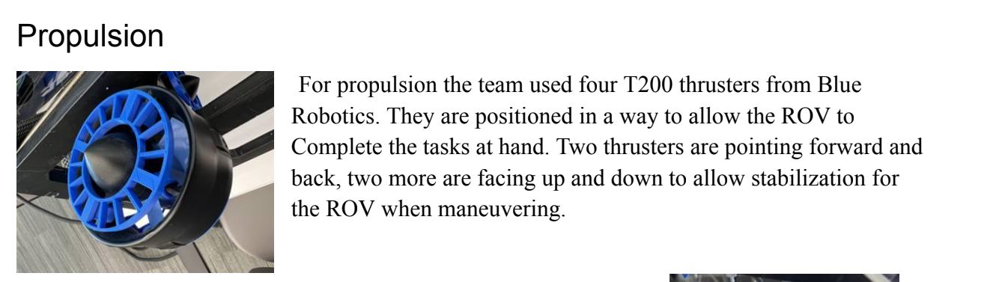 Propulsion
For propulsion the team used four T200 thrusters from Blue
Robotics. They are positioned in a way to allow the ROV to
Complete the tasks at hand. Two thrusters are pointing forward and
back, two more are facing up and down to allow stabilization for
the ROV when maneuvering.